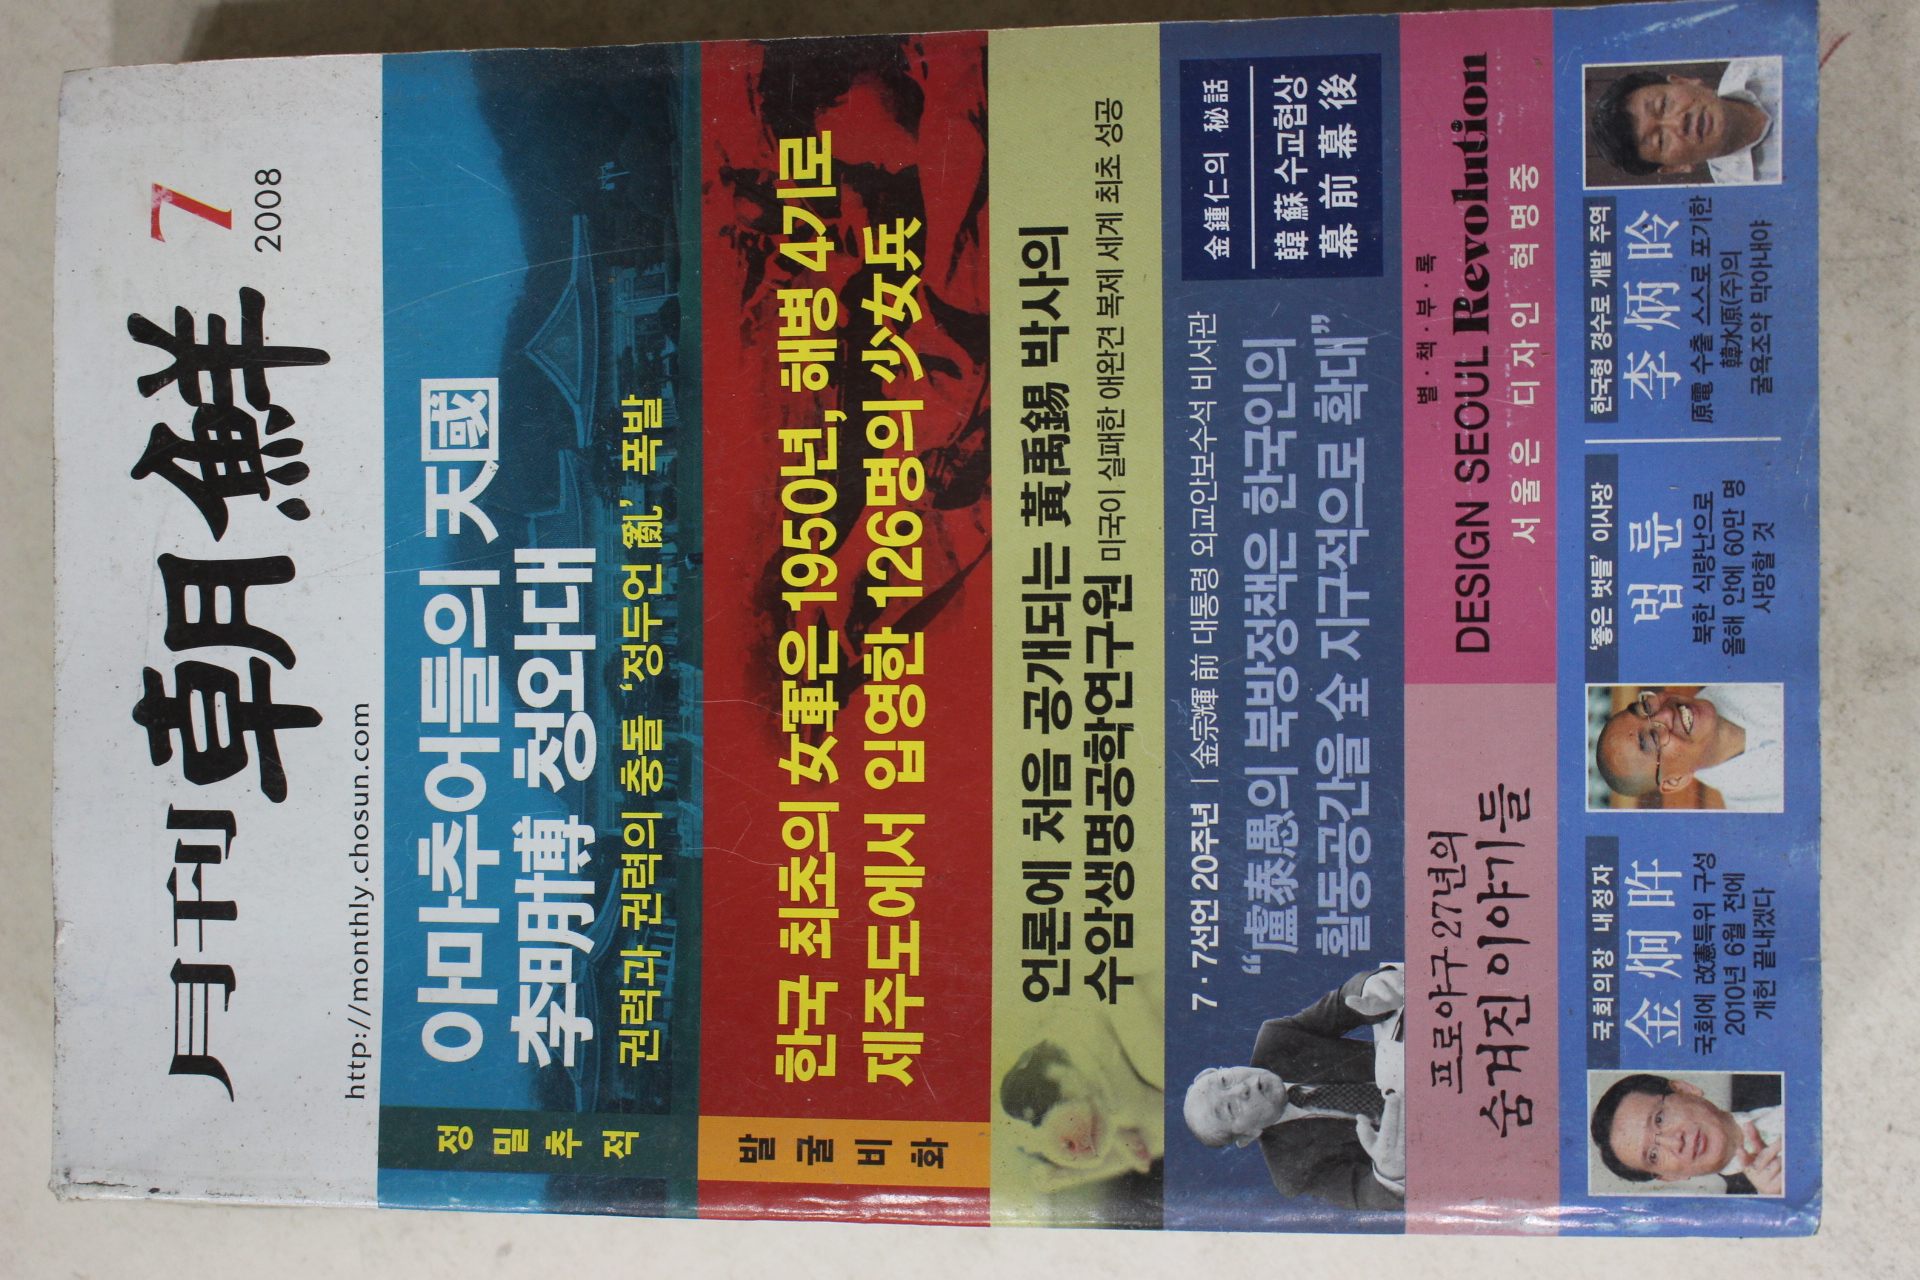 月刊 朝鮮 7
2008
http://monthly.chosun.com
정밀추적
아마추어들의 天國
李明博 청와대
권력과 권력의 충돌 ‘정두언 亂’ 폭발
발굴비화
한국 최초의 女軍은 1950년, 해병 4기로
제주도에서 입영한 126명의 少女兵
언론에 처음 공개되는 黃禹錫 박사의
수암생명공학연구원 미국이 실패한 애완견 복제 세계 최초 성공
7·7선언 20주년 | 金宗輝 前 대통령 외교안보수석 비서관
“盧泰愚의 북방정책은 한국인의
활동공간을 全 지구적으로 확대”
金鍾仁의 秘話
韓蘇수교협상
幕前幕後
프로야구 27년의
숨겨진 이야기들
별·책·부·록
DESIGN SEOUL Revolution
서울은 디자인 혁명중
국회의장 내정자
金炯旿
국회에 改憲특위 구성
2010년 6월 전에
개헌 끝내겠다
‘좋은 벗들’ 이사장
법륜
북한 식량난으로
올해 안에 60만 명
사망할 것
한국형 경수로 개발 주역
李炳昤
原電 수출 스스로 포기한
韓水原(주)의
굴욕조약 막아내야